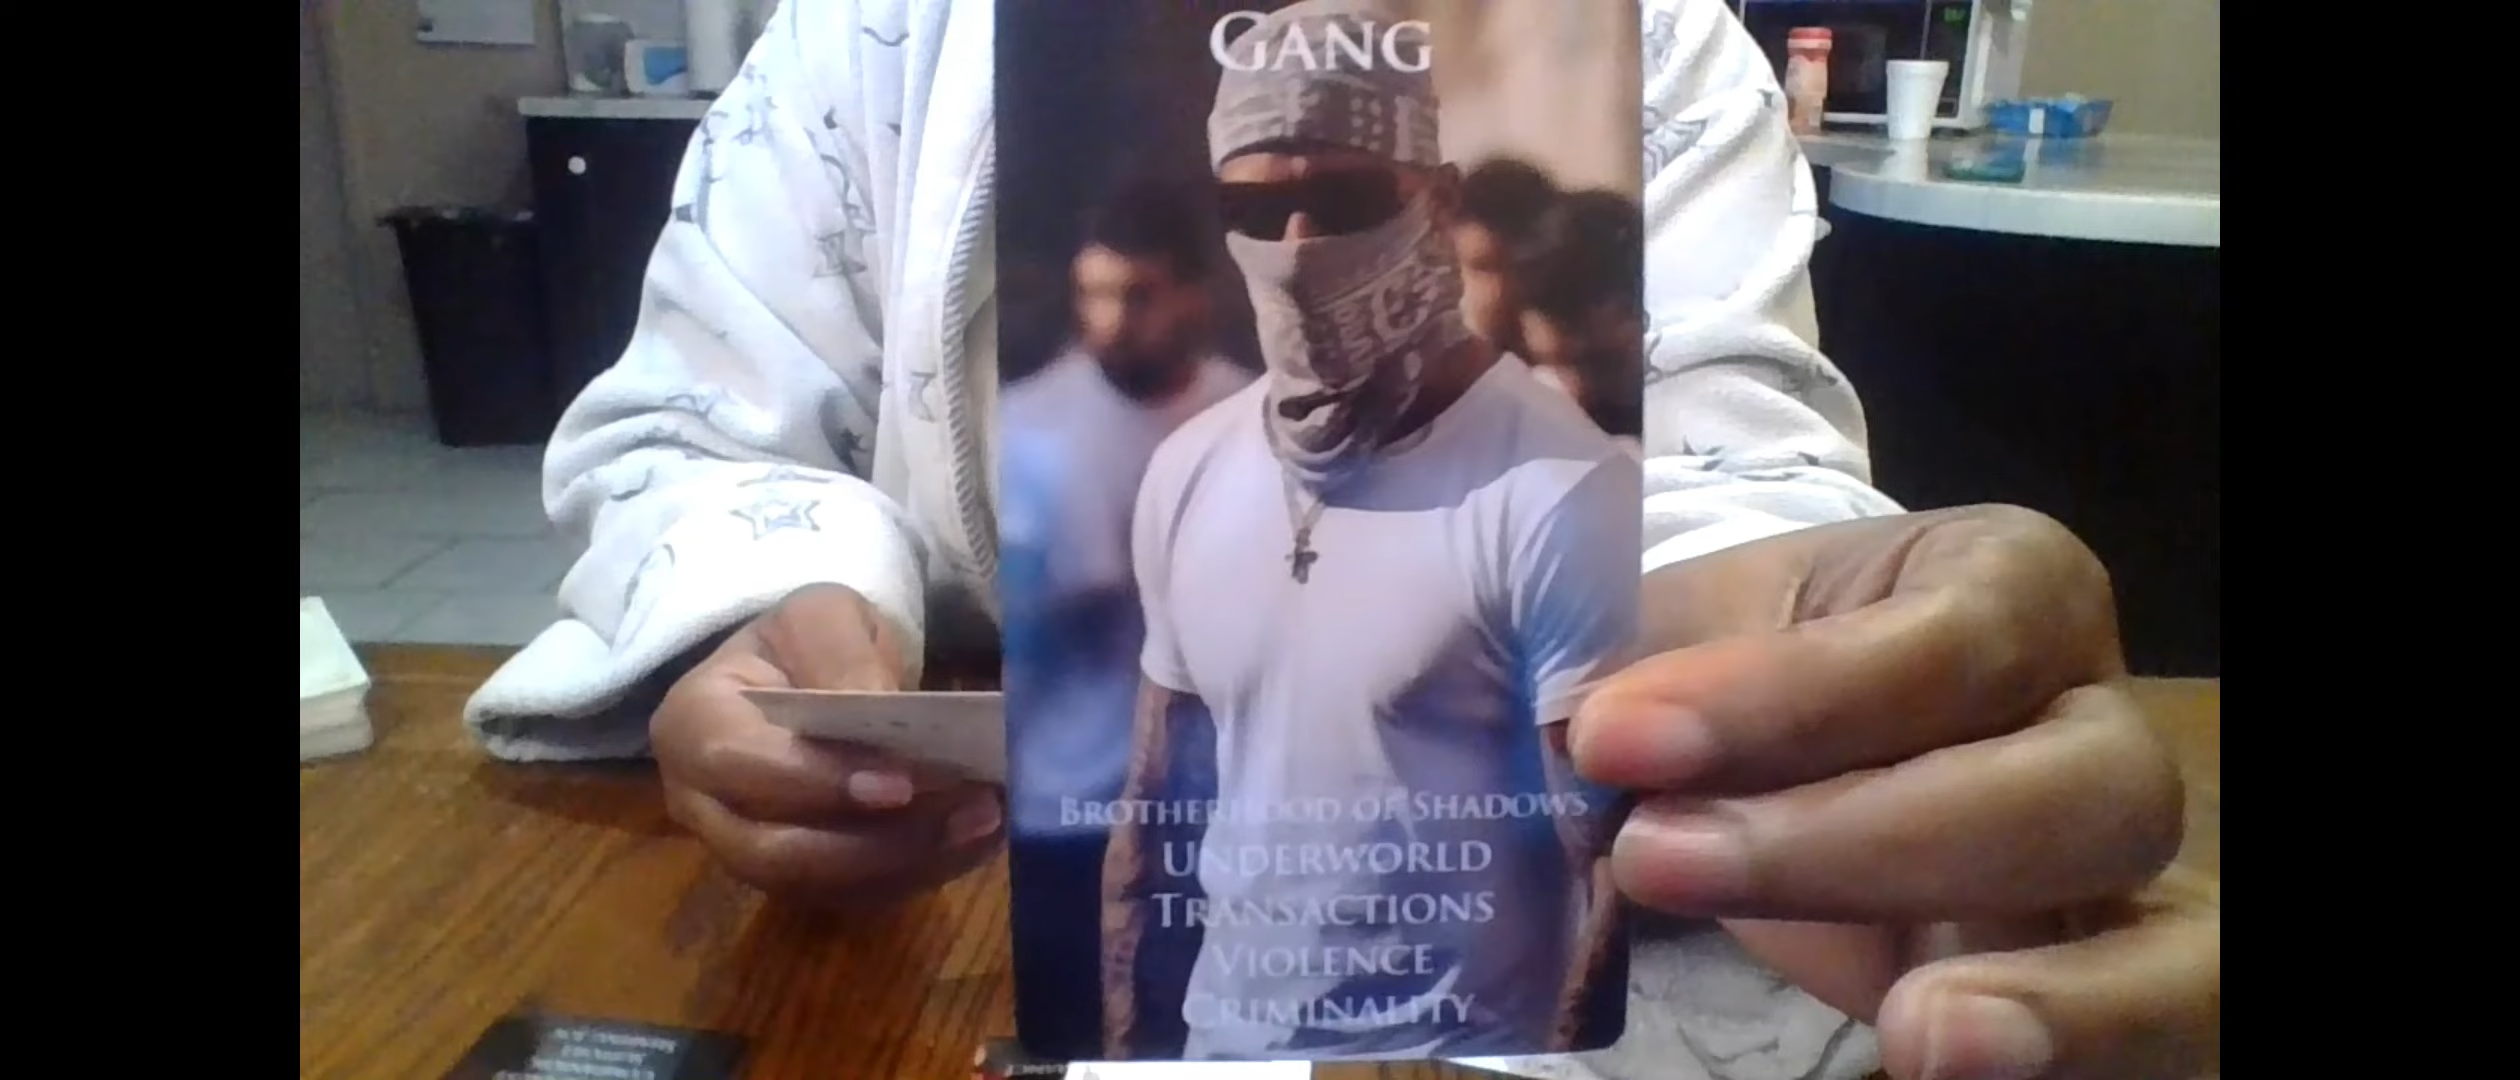 GANG
BROTHERHOOD OF SHADOWS
UNDERWORLD
TRANSACTIONS
VIOLENCE
CRIMINALITY